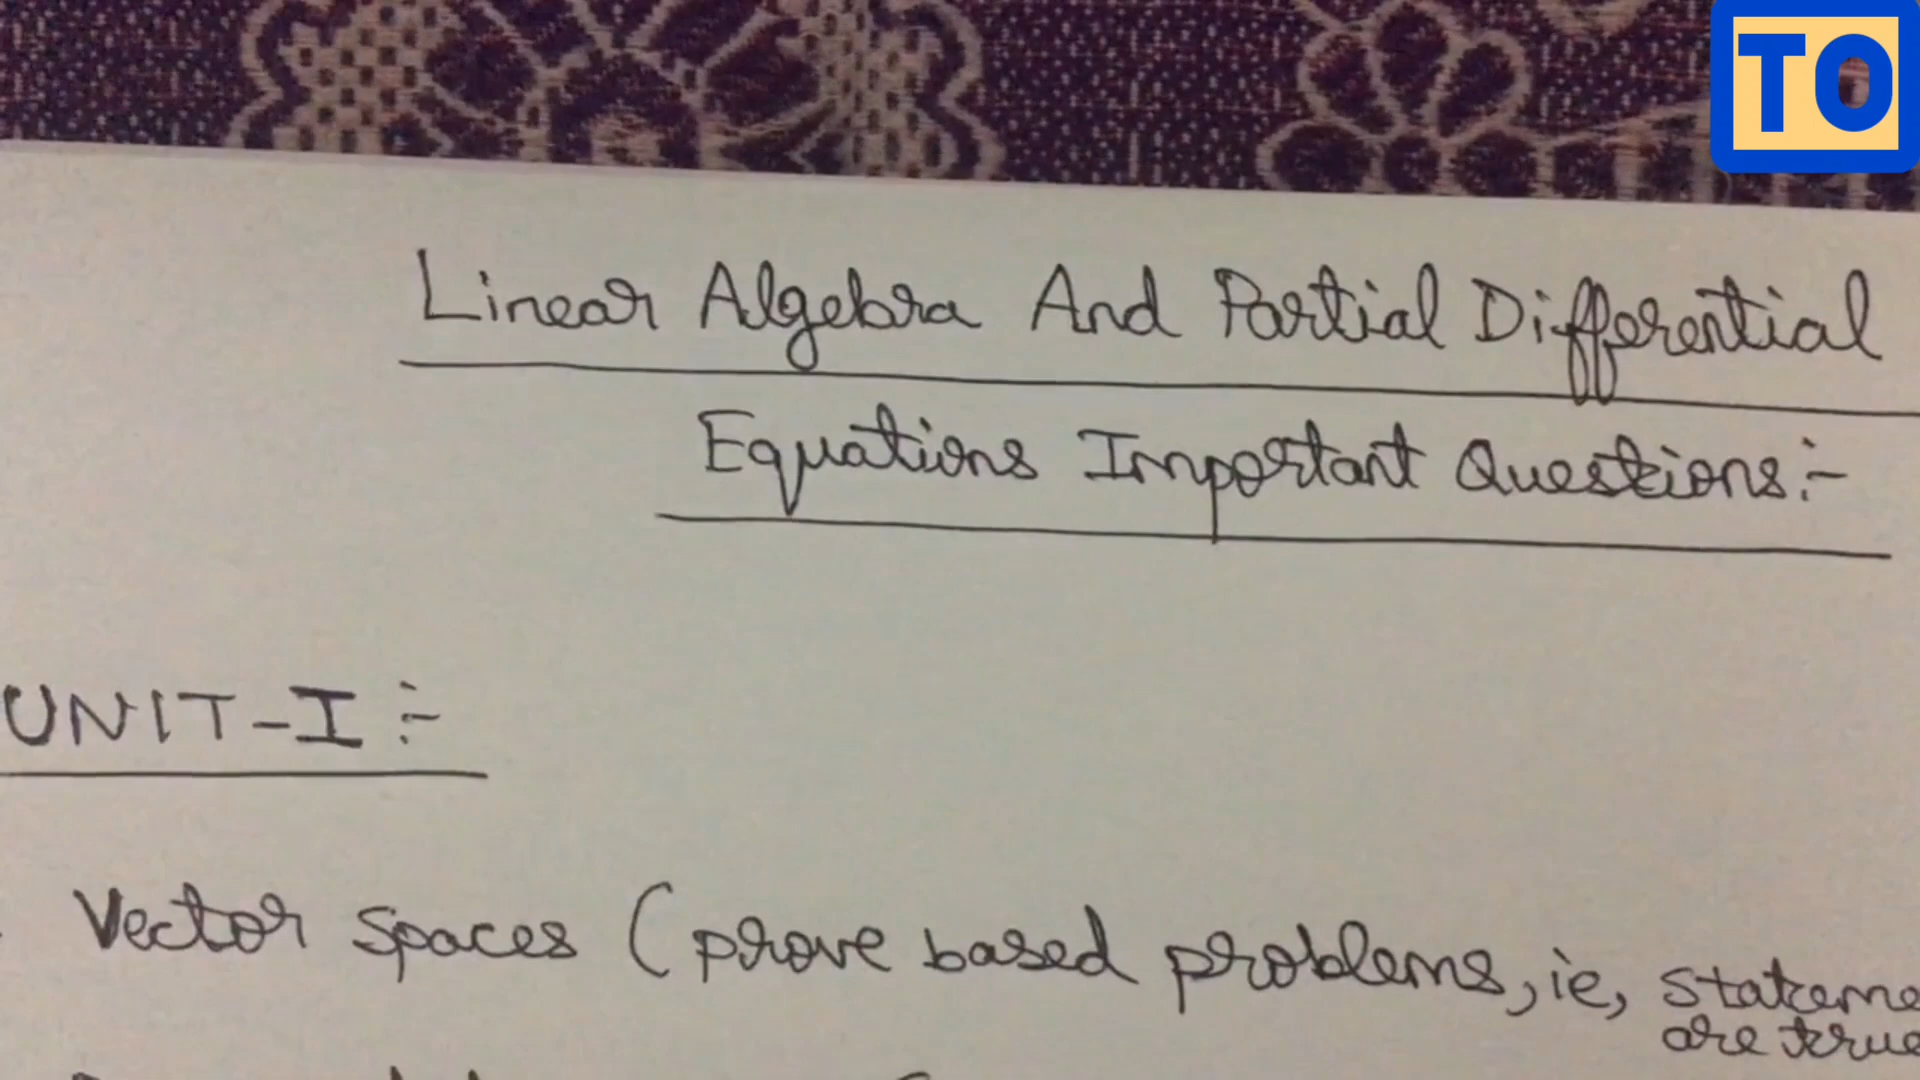 TO
Linear Algebra And Partial Differential
Equations Important Questions:-
UNIT-I :-
Vector Spaces (prove based problems, ie, stateme
are true